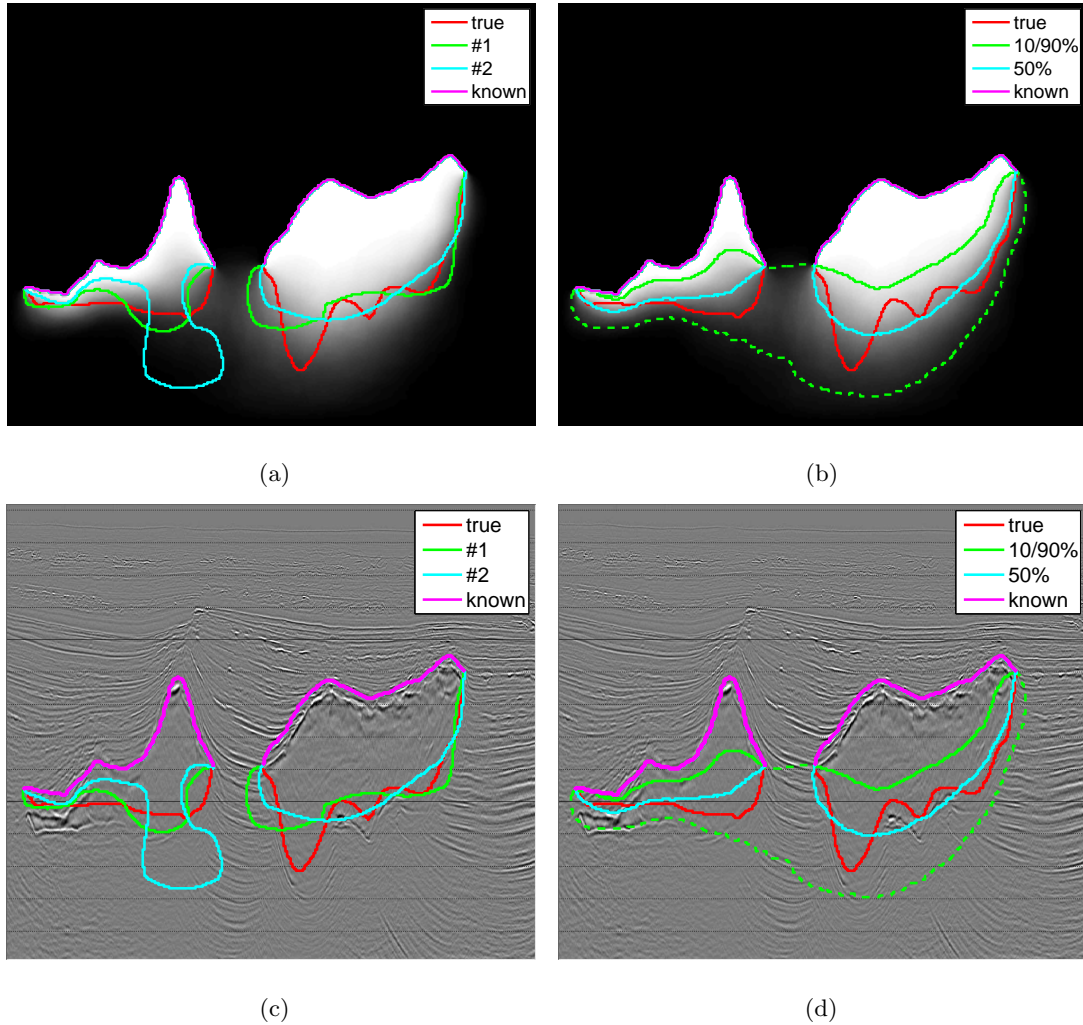 true
#1
#2
known
true
10/90%
50%
known
(a)
(b)
true
#1
#2
known
true
10/90%
50%
known
(c)
(d)